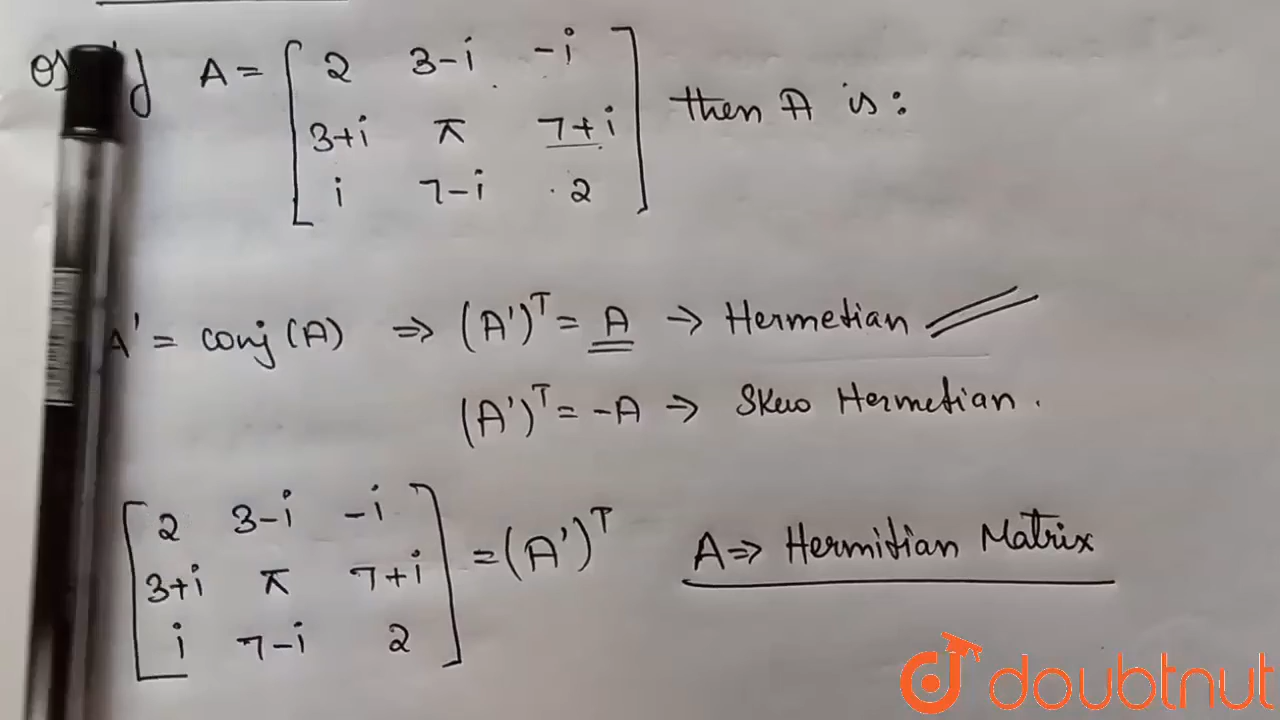 If A = [ 2 3-i -i
3+i π 7+i
i 7-i 2 ] then A is:
A' = conj (A) ⇒ (A')ᵀ = A → Hermetian
(A')ᵀ = -A → Skew Hermetian.
[ 2 3-i -i
3+i π 7+i
i 7-i 2 ] = (A')ᵀ
A ⇒ Hermitian Matrix
doubtnut